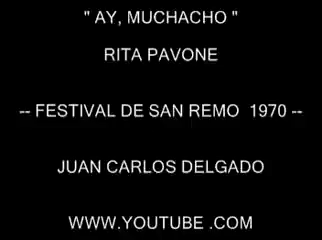 " AY, MUCHACHO "
RITA PAVONE
-- FESTIVAL DE SAN REMO  1970 --
JUAN CARLOS DELGADO
WWW.YOUTUBE .COM